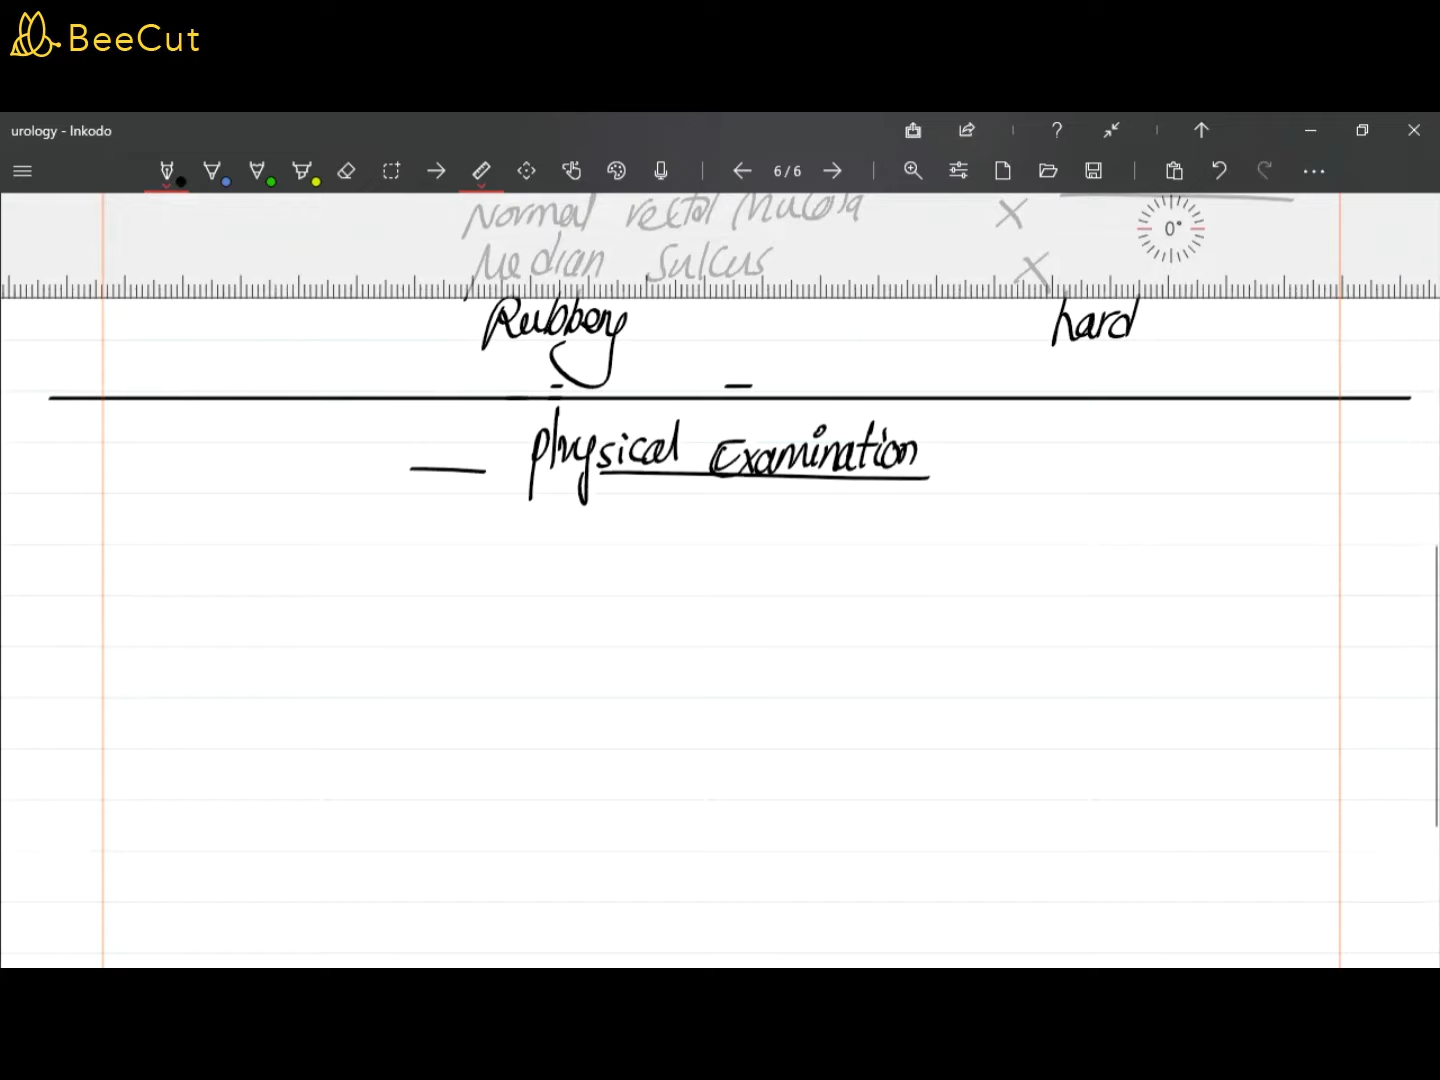 BeeCut
urology - Inkodo
6/6
Normal rectal Mucosa X
0°
Median Sulcus X
Rubbery hard
— physical Examination